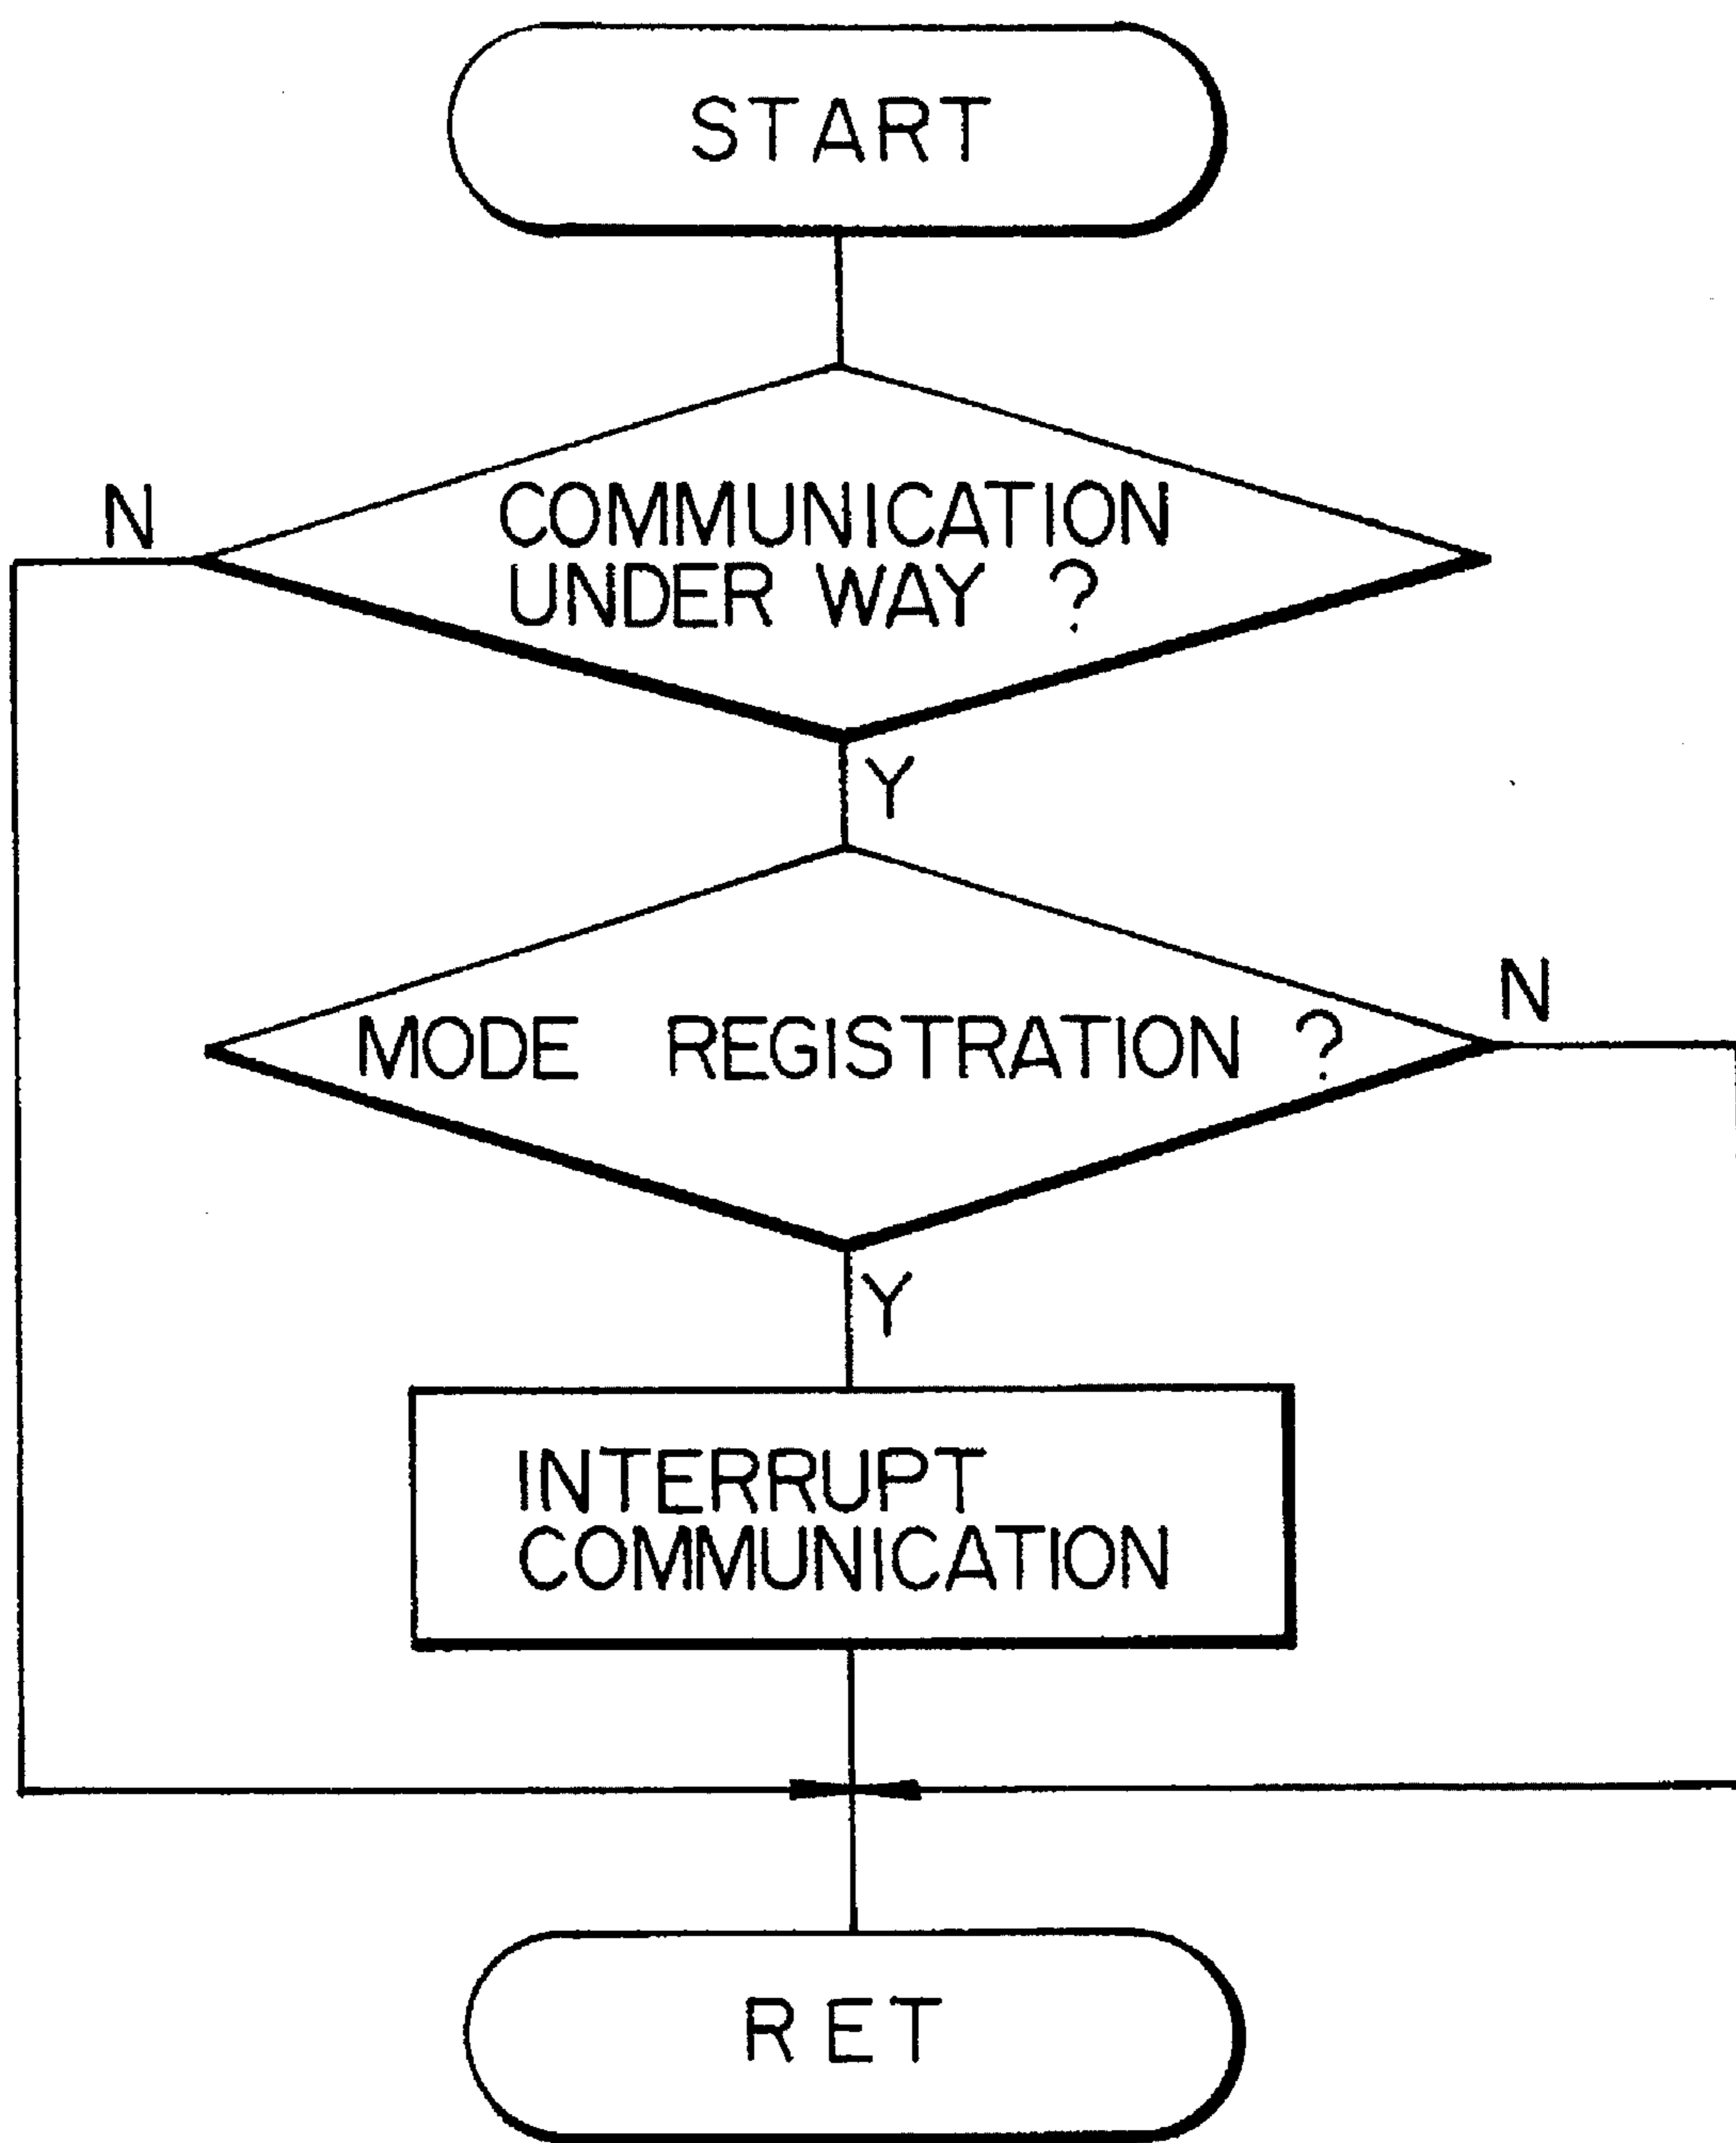 START
N
COMMUNICATION
UNDER WAY ?
Y
N
MODE REGISTRATION ?
Y
INTERRUPT
COMMUNICATION
RET